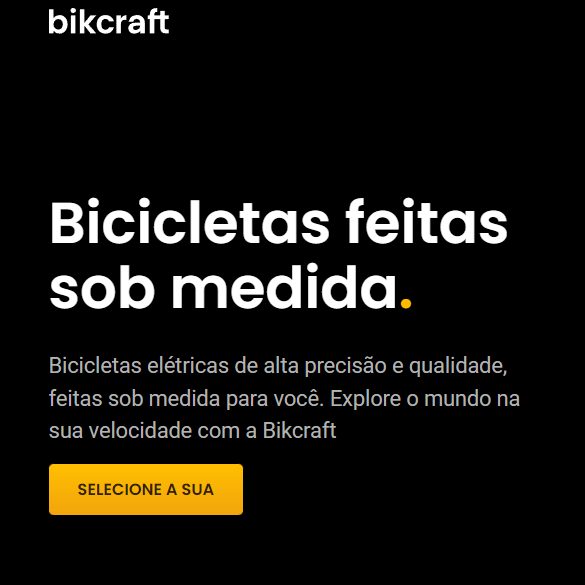 bikcraft
Bicicletas feitas
sob medida.
Bicicletas elétricas de alta precisão e qualidade,
feitas sob medida para você. Explore o mundo na
sua velocidade com a Bikcraft
SELECIONE A SUA